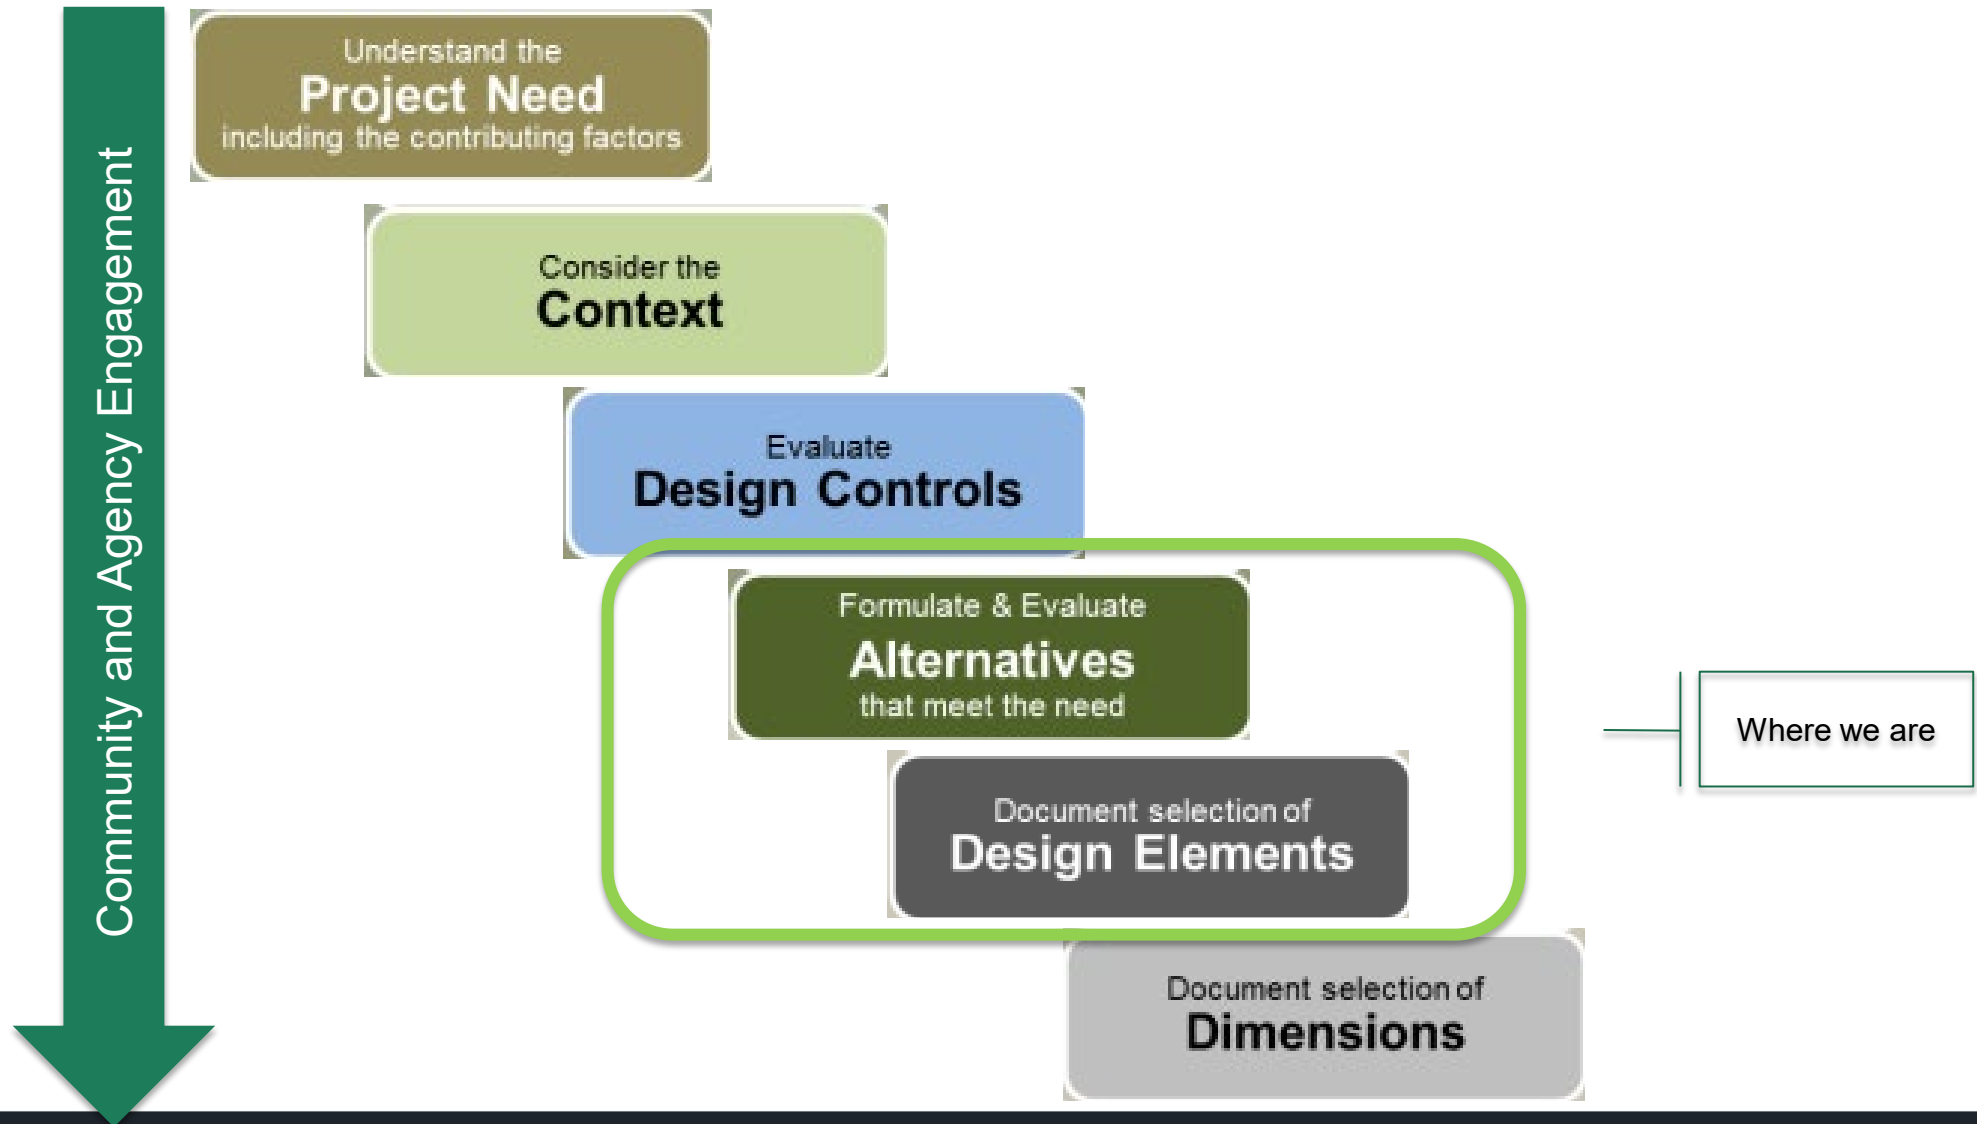 Community and Agency Engagement
Understand the
Project Need
including the contributing factors
Consider the
Context
Evaluate
Design Controls
Formulate & Evaluate
Alternatives
that meet the need
Document selection of
Design Elements
Where we are
Document selection of
Dimensions